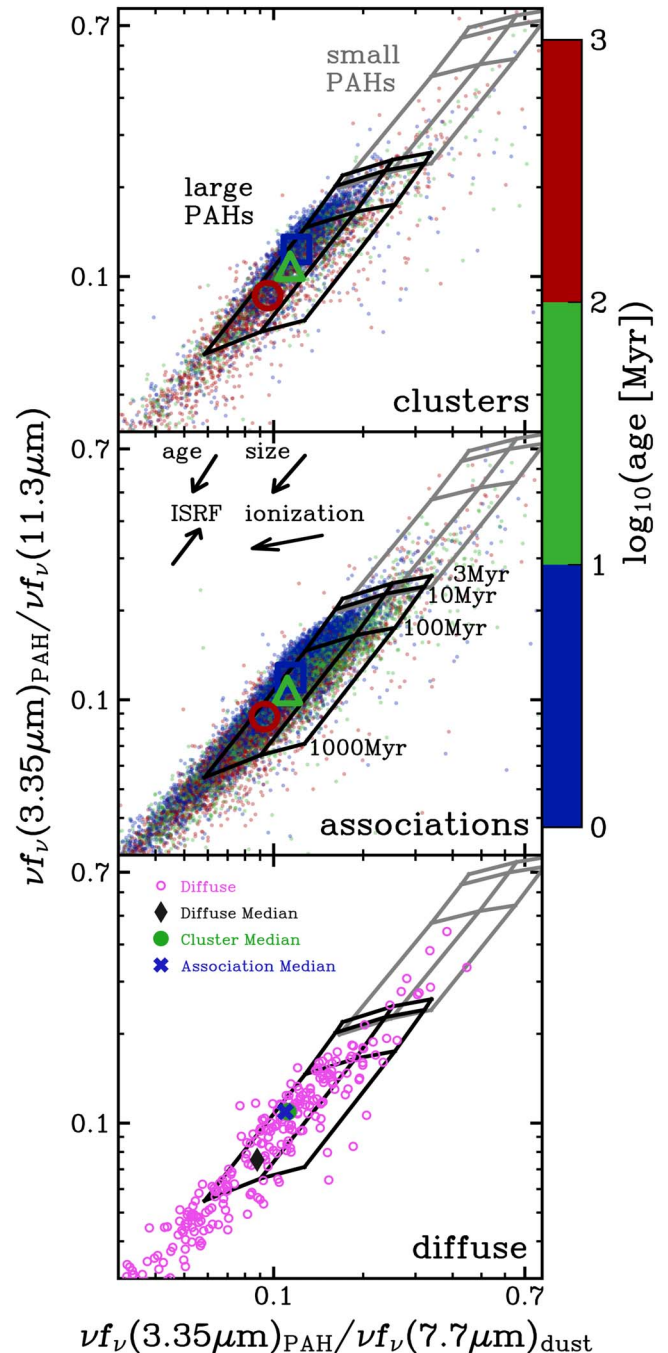 0.7
small
PAHs
large
PAHs
0.1
clusters
3
2
1
0
log₁₀(age [Myr])
νfν(3.35μm)PAH/νfν(11.3μm)
0.7
age size
ISRF ionization
3Myr
10Myr
100Myr
0.1
1000Myr
associations
0.7
Diffuse
Diffuse Median
Cluster Median
Association Median
0.1
diffuse
0.1 0.7
νfν(3.35μm)PAH/νfν(7.7μm)dust